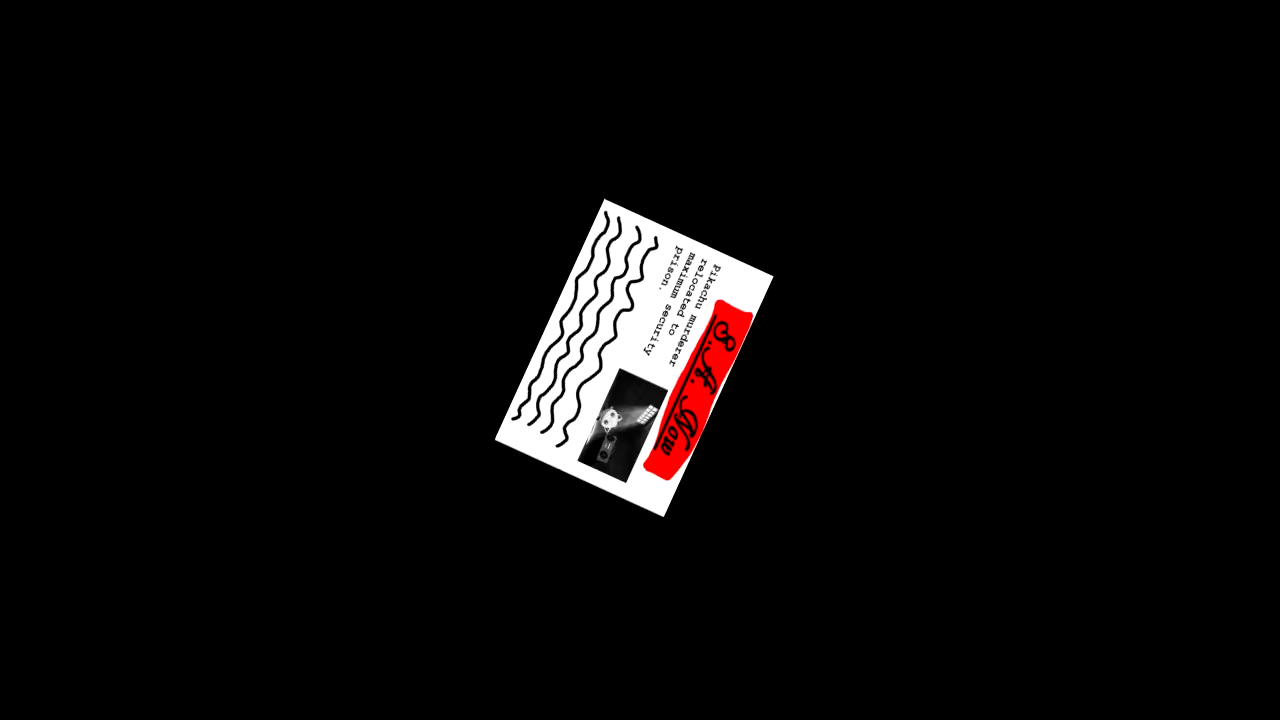 S.H. Now
Pikachu murderer
relocated to
maximum security
prison.